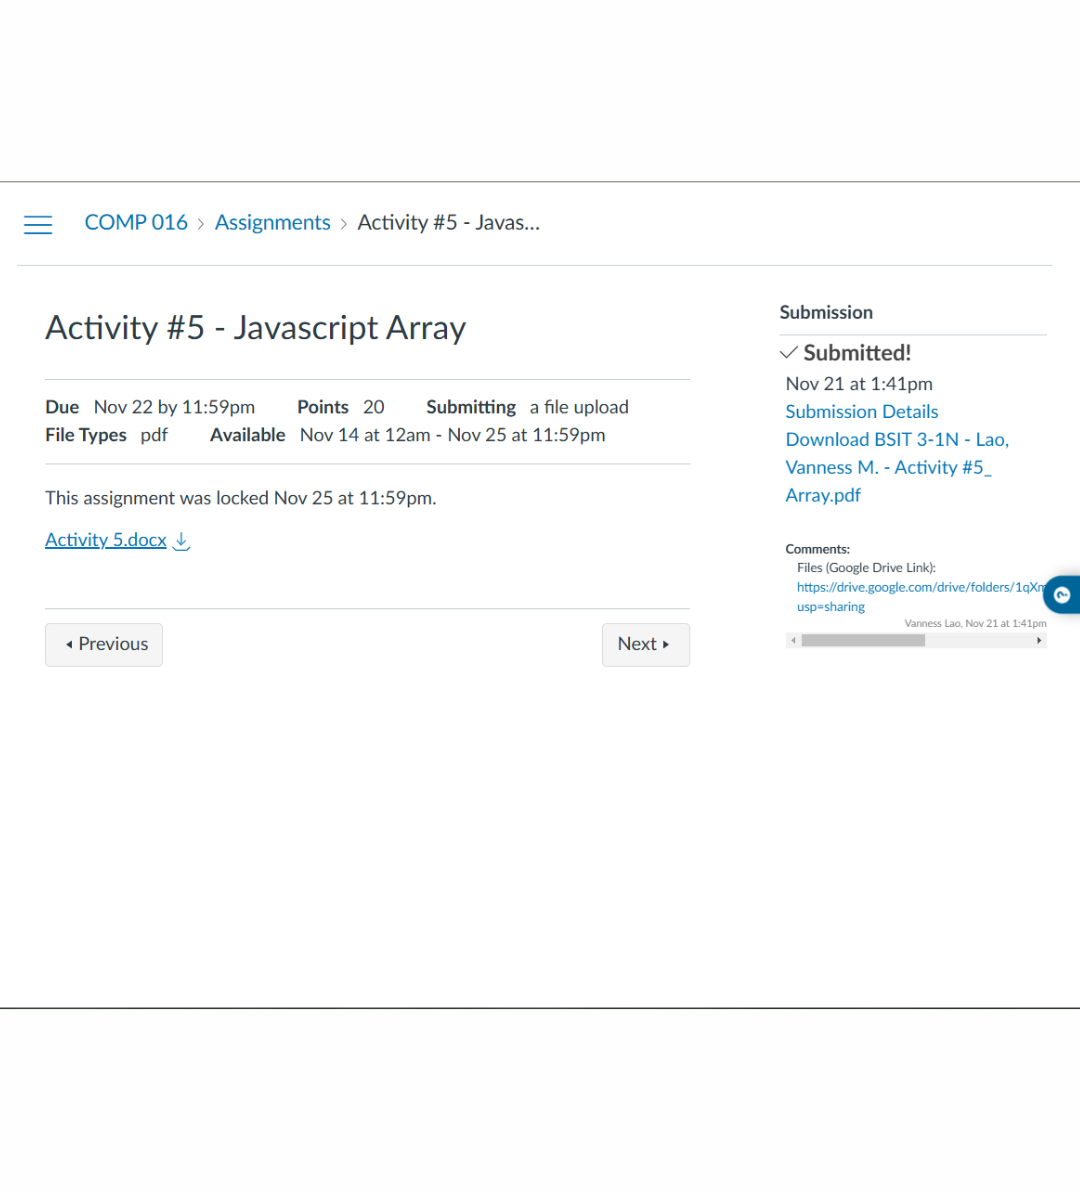 COMP 016 › Assignments › Activity #5 - Javas...
Activity #5 - Javascript Array
Due Nov 22 by 11:59pm Points 20 Submitting a file upload
File Types pdf Available Nov 14 at 12am - Nov 25 at 11:59pm
This assignment was locked Nov 25 at 11:59pm.
Activity 5.docx
Previous
Next
Submission
Submitted!
Nov 21 at 1:41pm
Submission Details
Download BSIT 3-1N - Lao,
Vanness M. - Activity #5_
Array.pdf
Comments:
Files (Google Drive Link):
https://drive.google.com/drive/folders/1qXm
usp=sharing
Vanness Lao, Nov 21 at 1:41pm